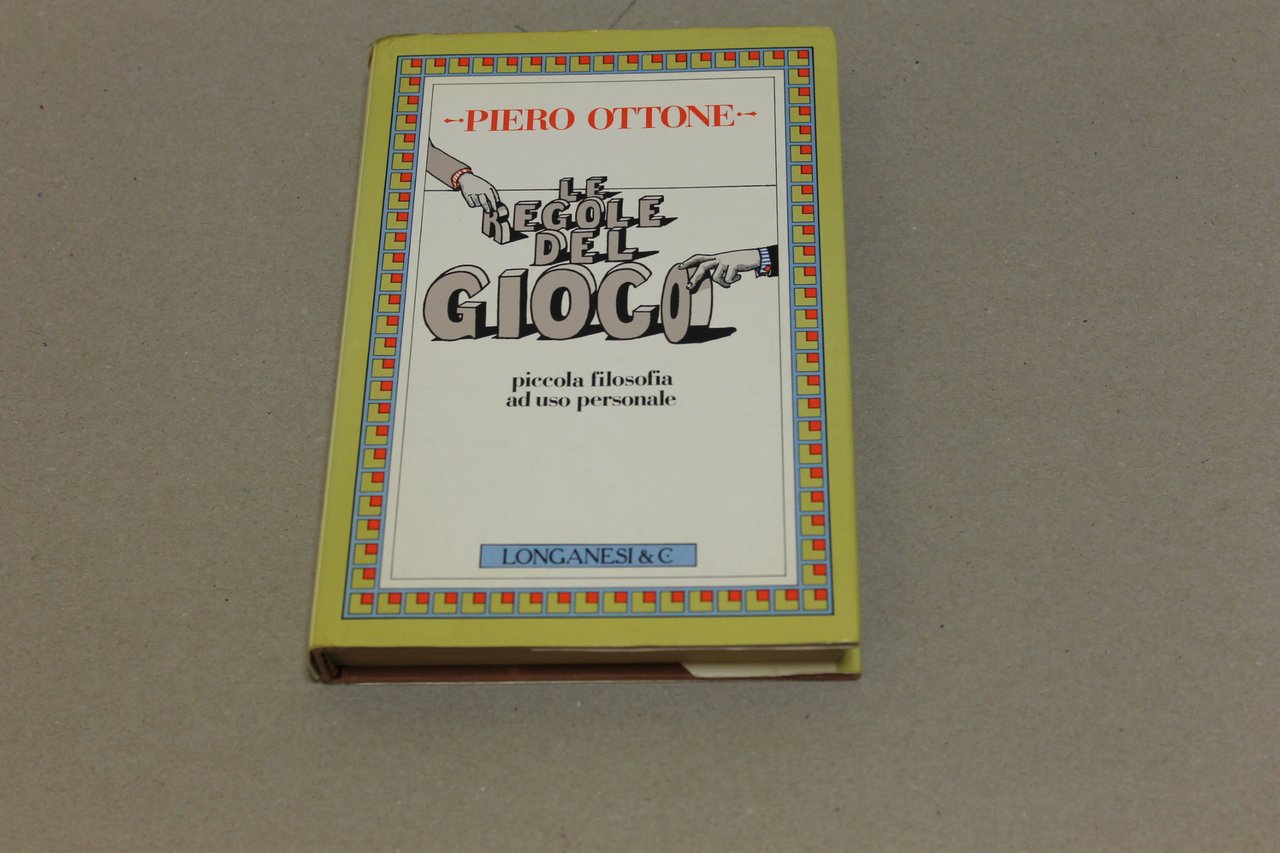 PIERO OTTONE
LE
REGOLE
DEL
GIOCO
piccola filosofia
ad uso personale
LONGANESI & C.